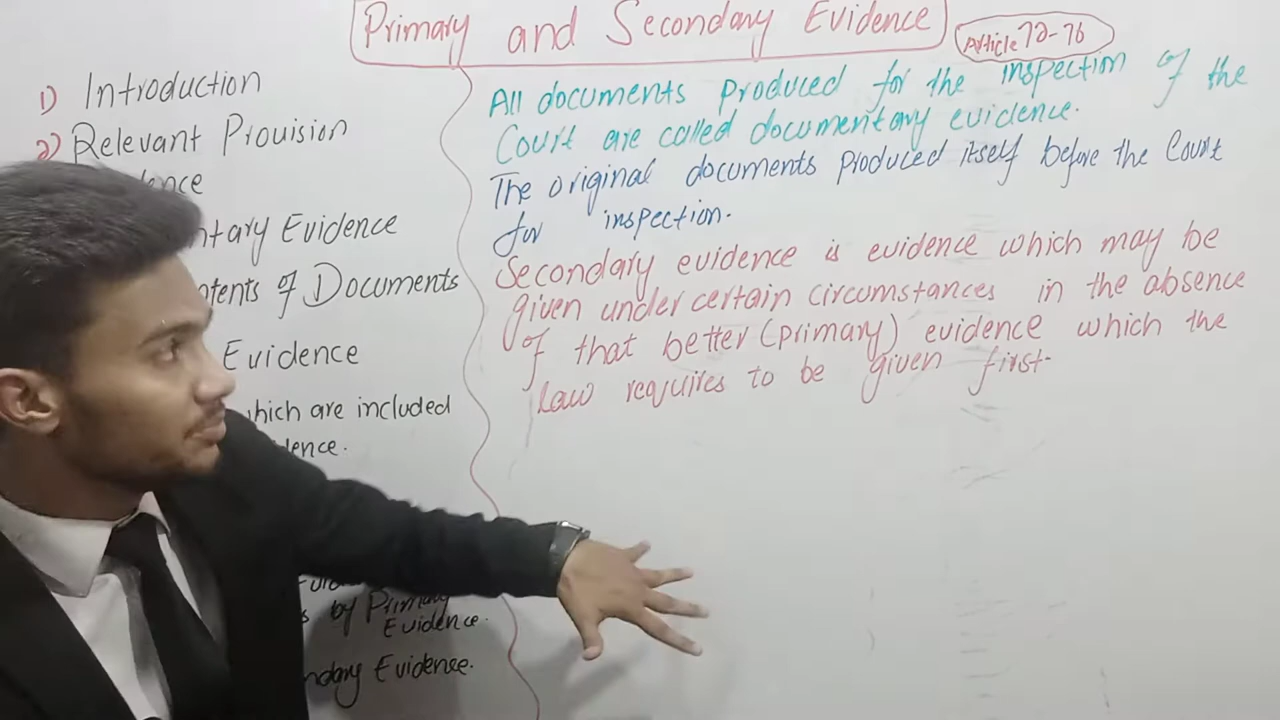 Primary and Secondary Evidence
Article 72-76
1) Introduction
2) Relevant Provision
dence
ntary Evidence
ntents of Documents
Evidence
hich are included
dence.
s by Primary
Evidence.
ndary Evidence.
All documents produced for the inspection of the
Court are called documentary evidence.
The original documents produced itself before the Court
for inspection.
Secondary evidence is evidence which may be
given under certain circumstances in the absence
of that better (primary) evidence which the
Law requires to be given first.